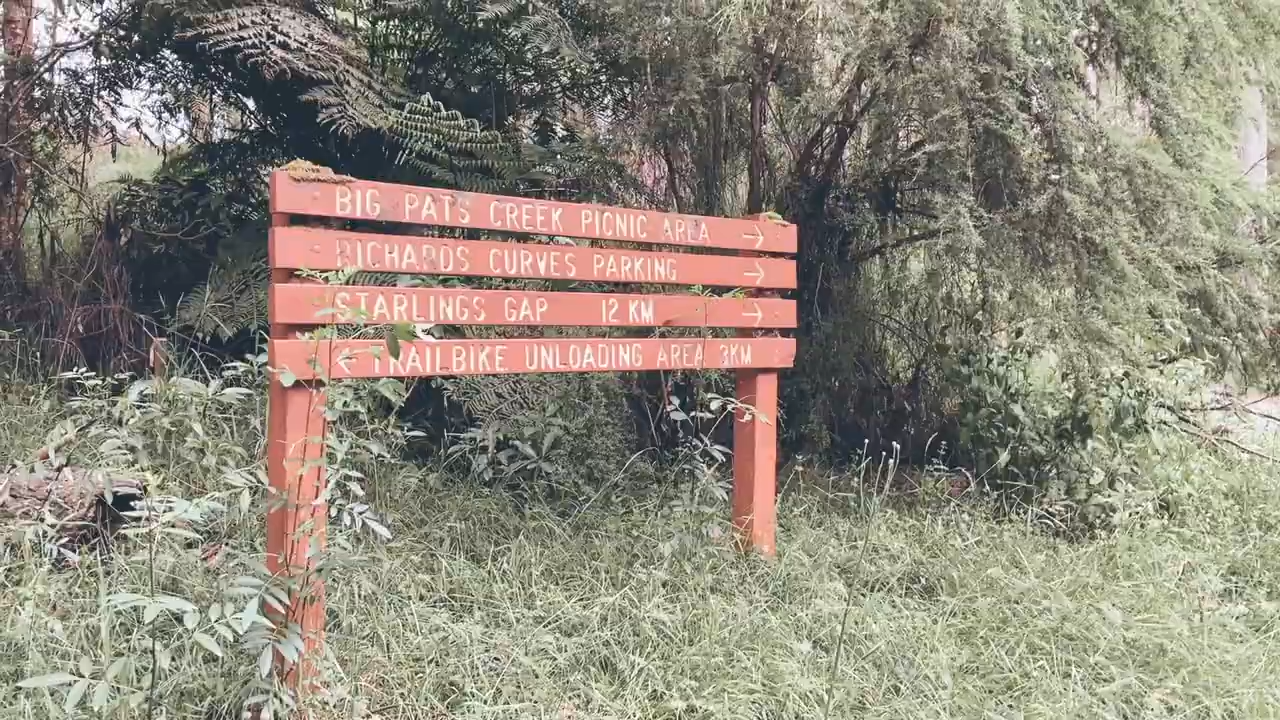 BIG PATS CREEK PICNIC AREA →
RICHARDS CURVES PARKING →
STARLINGS GAP 12 KM →
← TRAILBIKE UNLOADING AREA 3KM